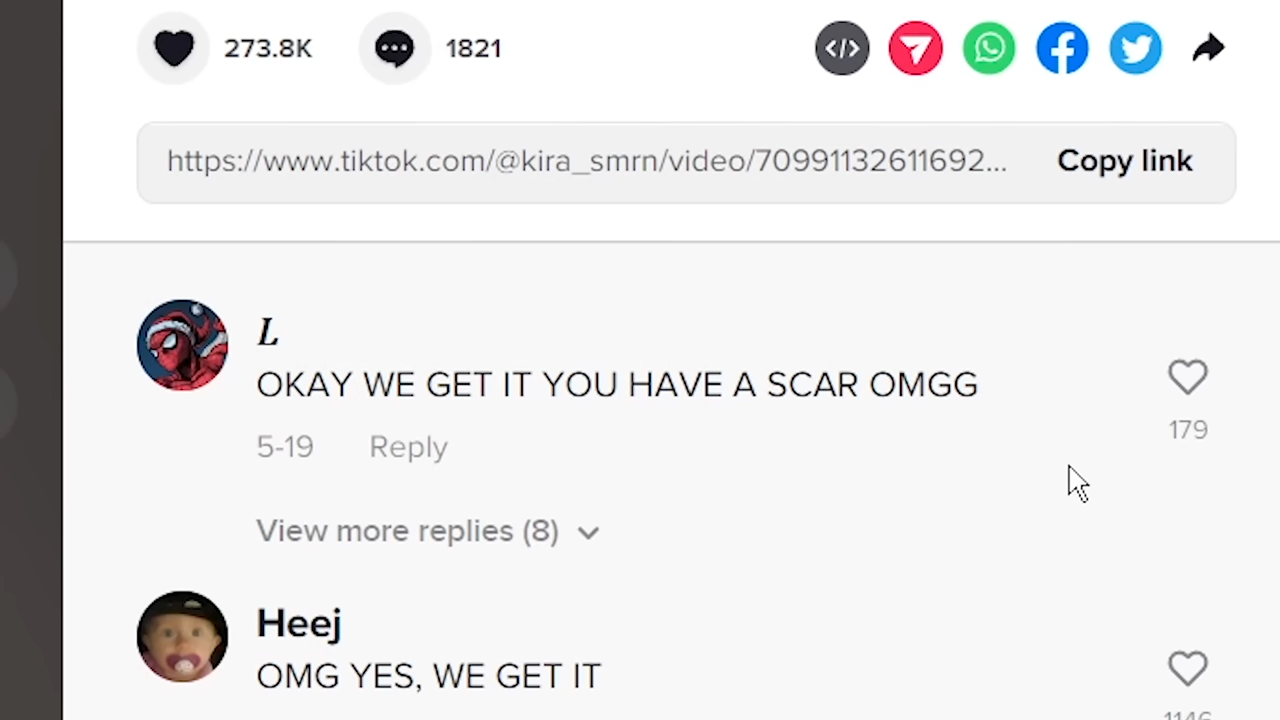 273.8K 1821
https://www.tiktok.com/@kira_smrn/video/70991132611692... Copy link
L
OKAY WE GET IT YOU HAVE A SCAR OMGG
179
5-19 Reply
View more replies (8)
Heej
OMG YES, WE GET IT
1146